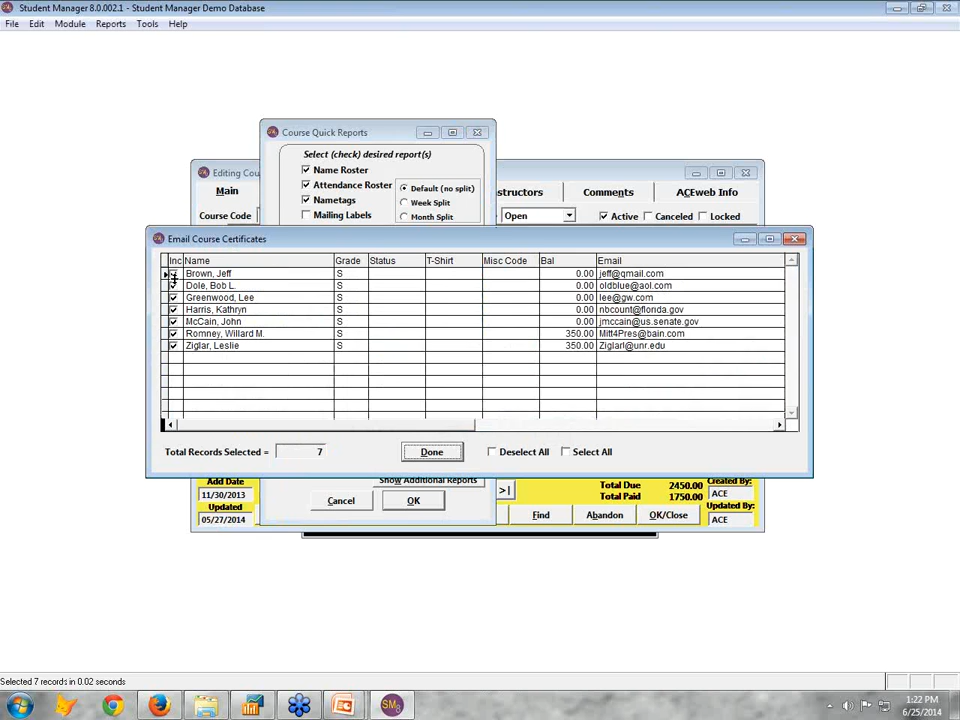 Student Manager 8.0.002.1 - Student Manager Demo Database
File Edit Module Reports Tools Help
Course Quick Reports
Select (check) desired report(s)
Name Roster
Attendance Roster
Nametags
Mailing Labels
Default (no split)
Week Split
Month Split
Editing Cou
Main
structors
Comments
ACEweb Info
Course Code
Open
Active
Canceled
Locked
Email Course Certificates
Inc Name Grade Status T-Shirt Misc Code Bal Email
Brown, Jeff S 0.00 jeff@qmail.com
Dole, Bob L. S 0.00 oldblue@aol.com
Greenwood, Lee S 0.00 lee@gw.com
Harris, Kathryn S 0.00 nbcount@florida.gov
McCain, John S 0.00 jmccain@us.senate.gov
Romney, Willard M. S 350.00 Mitt4Pres@bain.com
Ziglar, Leslie S 350.00 Ziglarl@unr.edu
Total Records Selected = 7
Done
Deselect All
Select All
Show Additional Reports
Add Date
11/30/2013
Updated
05/27/2014
Cancel
OK
>|
Total Due 2450.00
Total Paid 1750.00
Created By:
ACE
Updated By:
ACE
Find
Abandon
OK/Close
Selected 7 records in 0.02 seconds
SM8
1:22 PM
6/25/2014